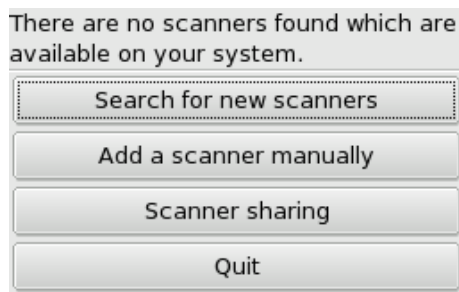 There are no scanners found which are
available on your system.
Search for new scanners
Add a scanner manually
Scanner sharing
Quit